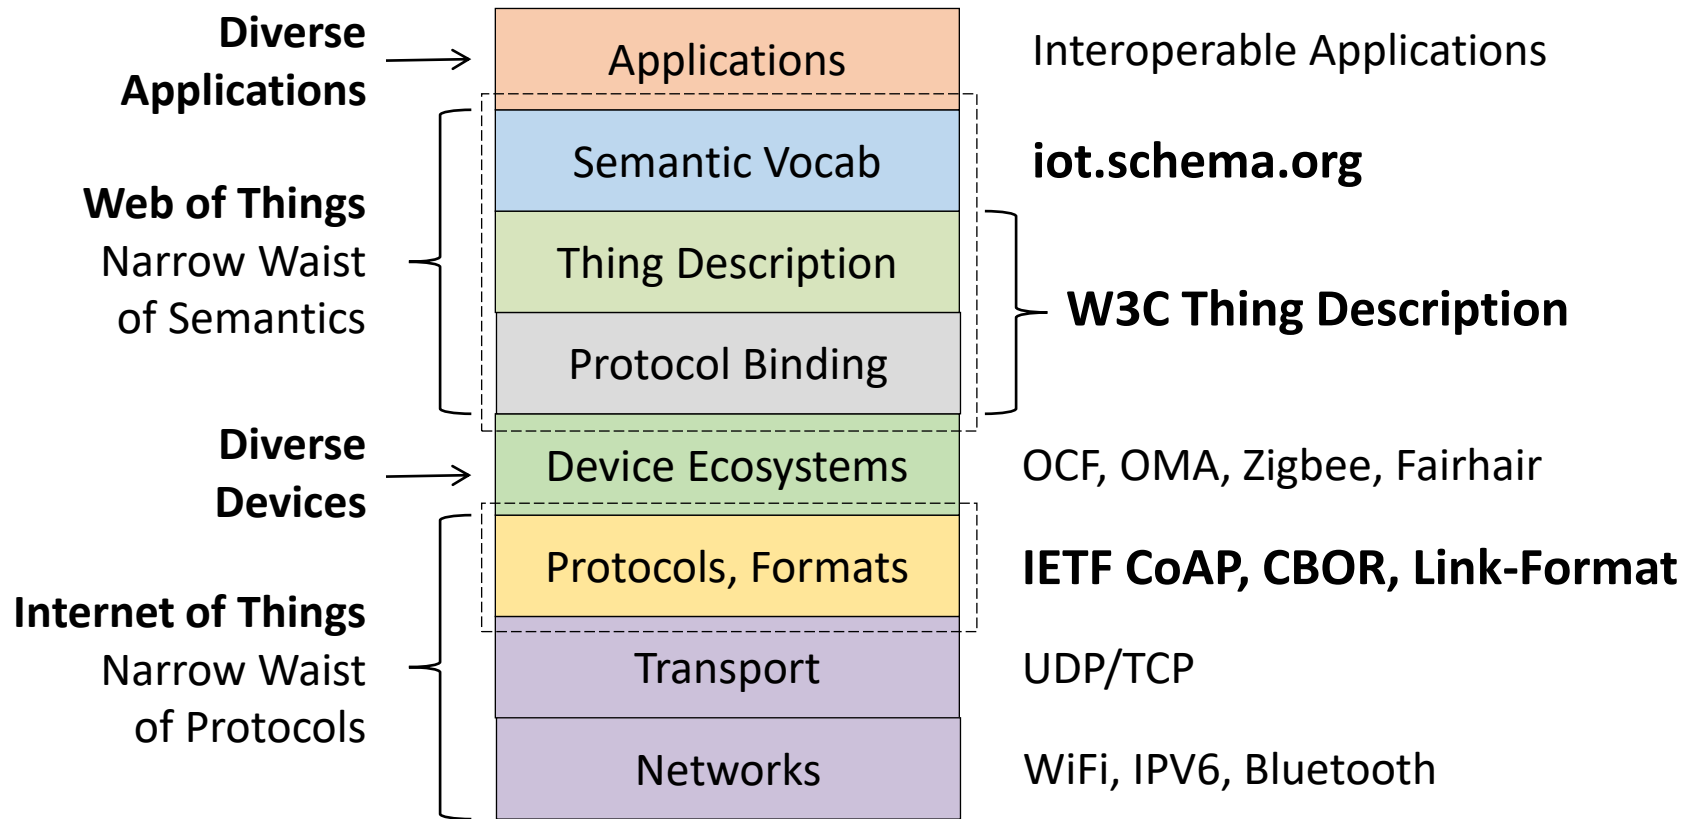 Diverse
Applications
Applications
Interoperable Applications
Semantic Vocab
iot.schema.org
Web of Things
Narrow Waist
of Semantics
Thing Description
W3C Thing Description
Protocol Binding
Diverse
Devices
Device Ecosystems
OCF, OMA, Zigbee, Fairhair
Protocols, Formats
IETF CoAP, CBOR, Link-Format
Internet of Things
Narrow Waist
of Protocols
Transport
UDP/TCP
Networks
WiFi, IPV6, Bluetooth